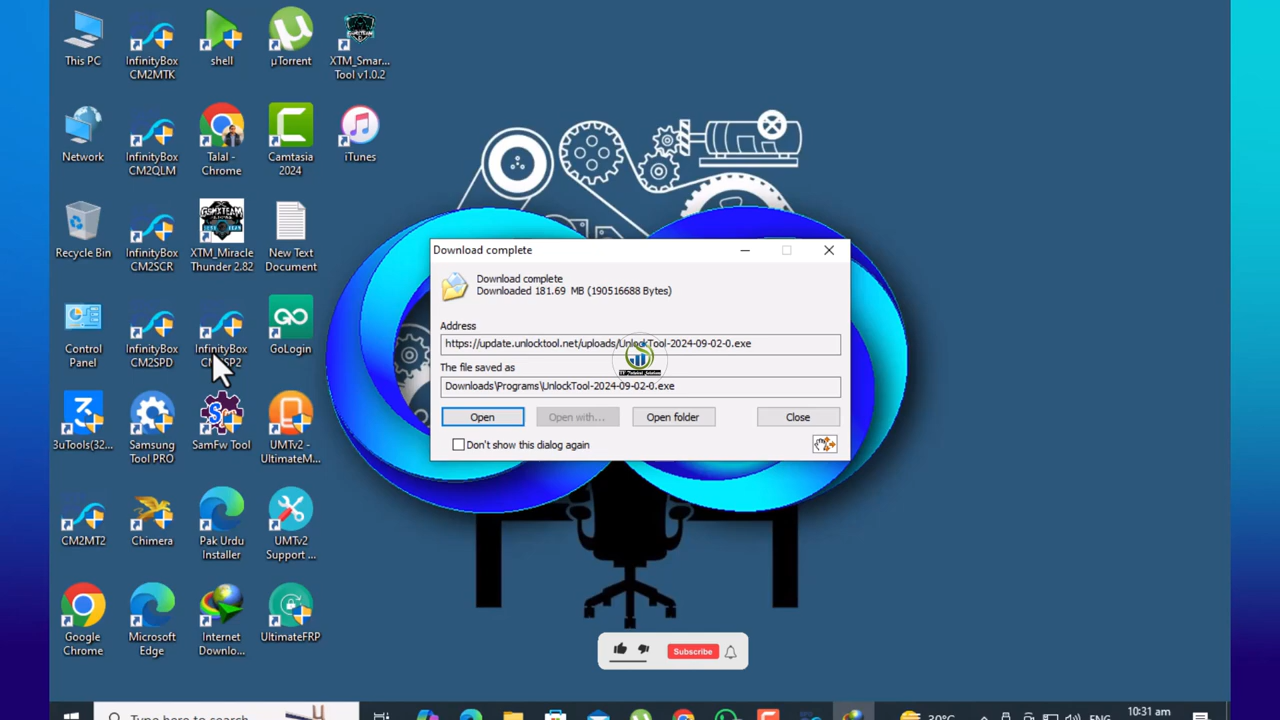 This PC
InfinityBox
CM2MTK
shell
µTorrent
XTM_Smar...
Tool v1.0.2
Network
InfinityBox
CM2QLM
Talal -
Chrome
Camtasia
2024
iTunes
Recycle Bin
InfinityBox
CM2SCR
XTM_Miracle
Thunder 2.82
New Text
Document
Control
Panel
InfinityBox
CM2SPD
InfinityBox
GoLogin
3uTools(32...
Samsung
Tool PRO
SamFw Tool
UMTv2 -
UltimateM...
CM2MT2
Chimera
Pak Urdu
Installer
UMTv2
Support ...
Google
Chrome
Microsoft
Edge
Internet
Downlo...
UltimateFRP
Download complete
Download complete
Downloaded 181.69 MB (190516688 Bytes)
Address
https://update.unlocktool.net/uploads/UnlockTool-2024-09-02-0.exe
The file saved as
Downloads\Programs\UnlockTool-2024-09-02-0.exe
Open
Open with...
Open folder
Close
Don't show this dialog again
Subscribe
Type here to search
30°C
10:31 am